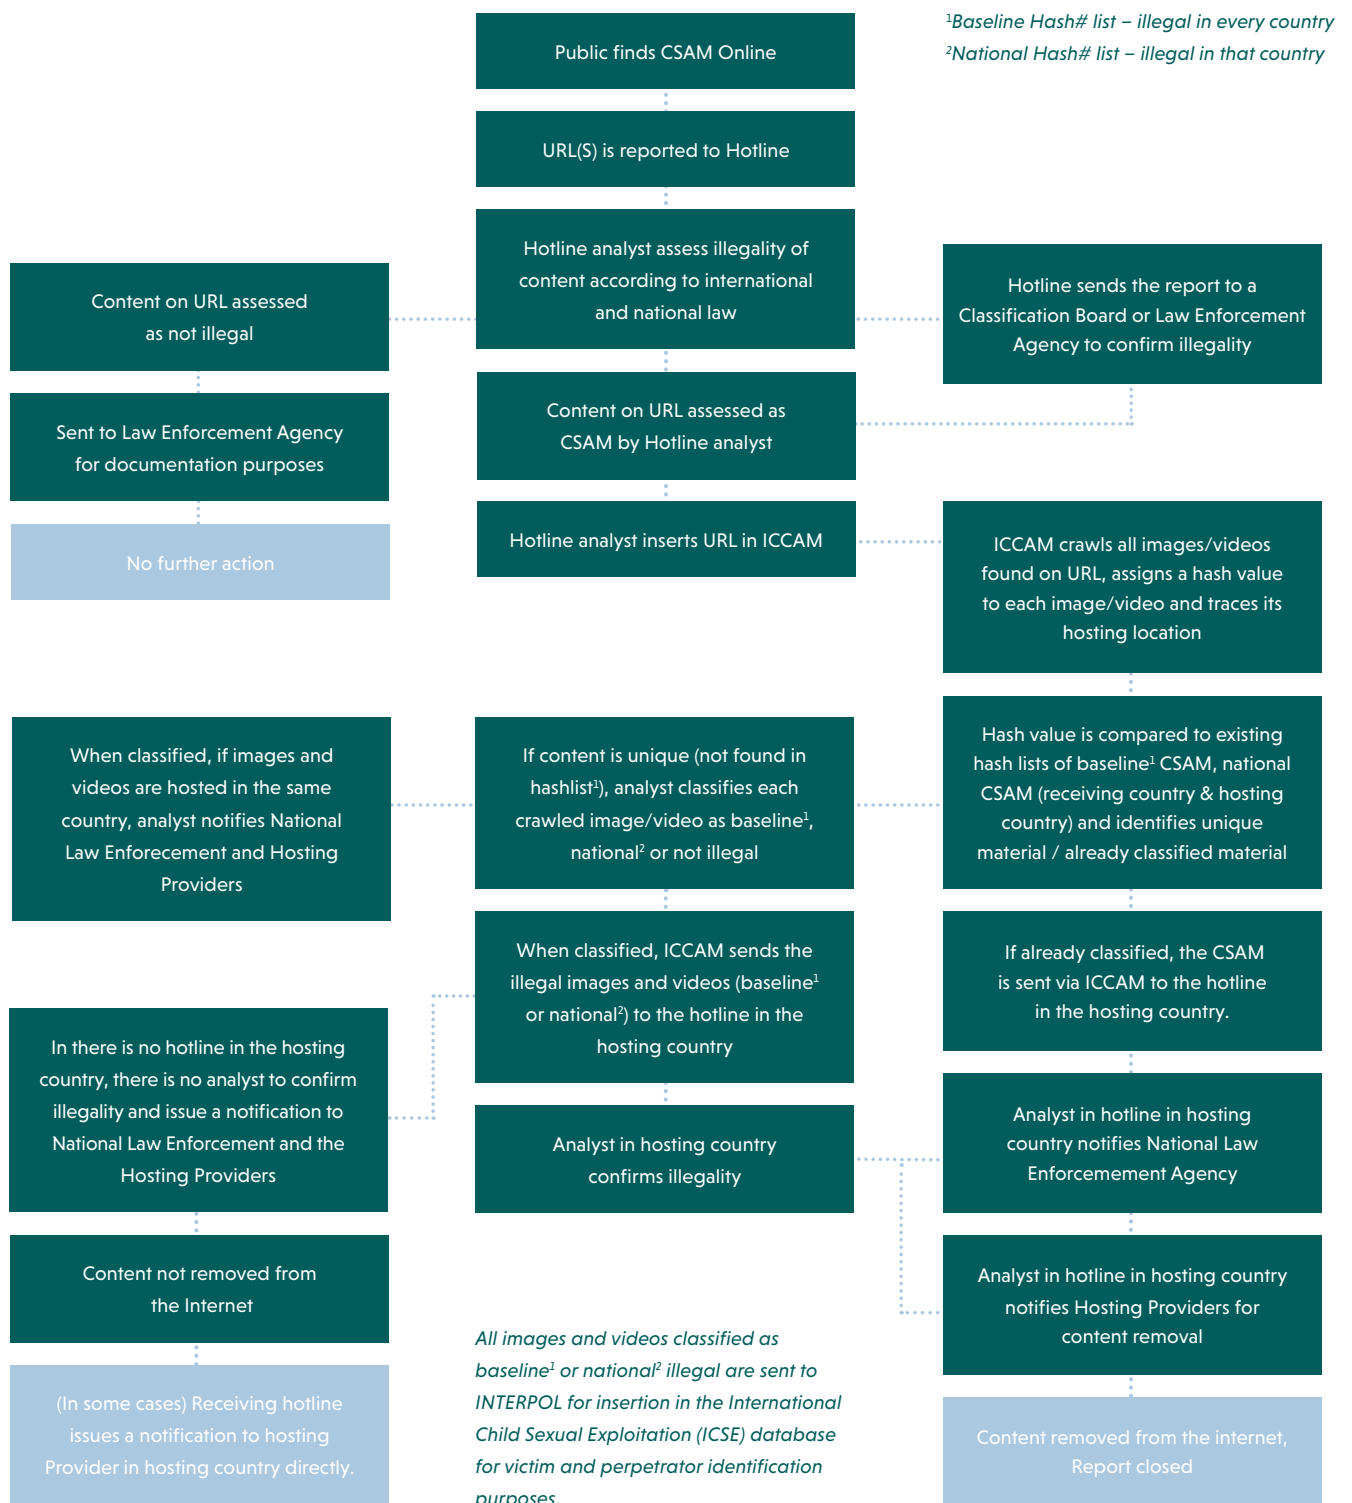 Public finds CSAM Online
¹Baseline Hash# list – illegal in every country
²National Hash# list – illegal in that country
URL(S) is reported to Hotline
Hotline analyst assess illegality of
content according to international
and national law
Content on URL assessed
as not illegal
Hotline sends the report to a
Classification Board or Law Enforcement
Agency to confirm illegality
Content on URL assessed as
CSAM by Hotline analyst
Sent to Law Enforcement Agency
for documentation purposes
No further action
Hotline analyst inserts URL in ICCAM
ICCAM crawls all images/videos
found on URL, assigns a hash value
to each image/video and traces its
hosting location
Hash value is compared to existing
hash lists of baseline¹ CSAM, national
CSAM (receiving country & hosting
country) and identifies unique
material / already classified material
If content is unique (not found in
hashlist¹), analyst classifies each
crawled image/video as baseline¹,
national² or not illegal
When classified, if images and
videos are hosted in the same
country, analyst notifies National
Law Enforecement and Hosting
Providers
When classified, ICCAM sends the
illegal images and videos (baseline¹
or national²) to the hotline in the
hosting country
If already classified, the CSAM
is sent via ICCAM to the hotline
in the hosting country.
In there is no hotline in the hosting
country, there is no analyst to confirm
illegality and issue a notification to
National Law Enforcement and the
Hosting Providers
Analyst in hosting country
confirms illegality
Analyst in hotline in hosting
country notifies National Law
Enforcemement Agency
Content not removed from
the Internet
Analyst in hotline in hosting country
notifies Hosting Providers for
content removal
(In some cases) Receiving hotline
issues a notification to hosting
Provider in hosting country directly.
All images and videos classified as
baseline¹ or national² illegal are sent to
INTERPOL for insertion in the International
Child Sexual Exploitation (ICSE) database
for victim and perpetrator identification
purposes.
Content removed from the internet,
Report closed